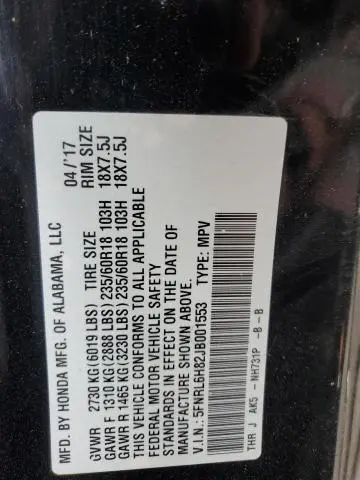 MFD. BY HONDA MFG. OF ALABAMA, LLC 04/'17
GVWR 2730 KG(6019 LBS) TIRE SIZE RIM SIZE
GAWR F 1310 KG(2888 LBS) 235/60R18 103H 18X7.5J
GAWR R 1465 KG(3230 LBS) 235/60R18 103H 18X7.5J
THIS VEHICLE CONFORMS TO ALL APPLICABLE
FEDERAL MOTOR VEHICLE SAFETY
STANDARDS IN EFFECT ON THE DATE OF
MANUFACTURE SHOWN ABOVE.
V.I.N.: 5FNRL6H82JB001553 TYPE: MPV
THR J AK5 - NH731P -B -B